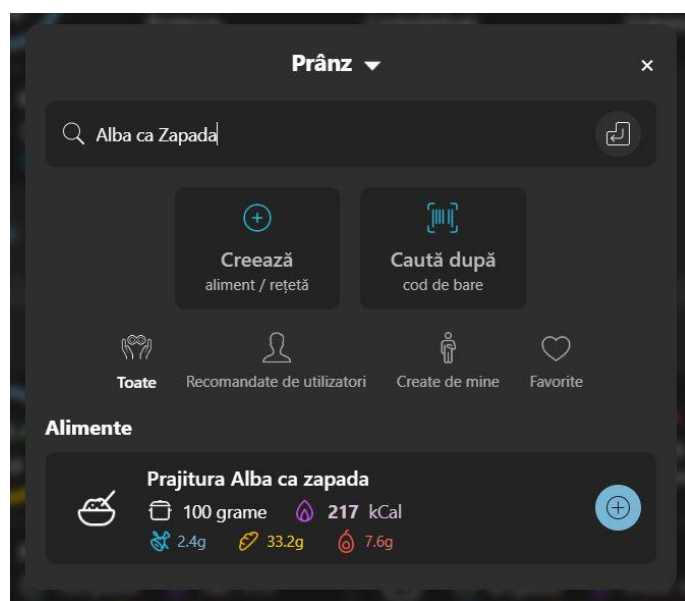 Prânz
Alba ca Zapada
Creează
aliment / rețetă
Caută după
cod de bare
Toate
Recomandate de utilizatori
Create de mine
Favorite
Alimente
Prajitura Alba ca zapada
100 grame 217 kCal
2.4g 33.2g 7.6g